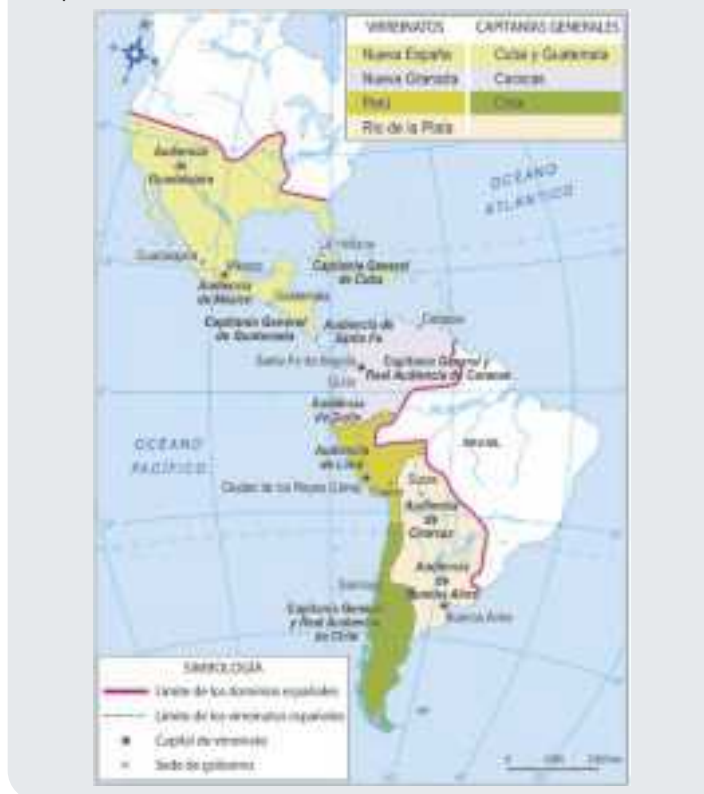 VIRREINATOS CAPITANÍAS GENERALES
Nueva España Cuba y Guatemala
Nueva Granada Caracas
Perú Chile
Río de la Plata
OCÉANO
ATLÁNTICO
Audiencia
de
Guadalajara
La Habana
Guadalajara
México
Capitanía General
de Cuba
Audiencia
de México
Guatemala
Capitanía General
de Guatemala
Audiencia de
Santa Fe
Caracas
Santa Fe de Bogotá
Capitanía General y
Real Audiencia de Caracas
Quito
Audiencia
de Quito
BRASIL
OCÉANO
PACÍFICO
Audiencia
de Lima
Ciudad de los Reyes (Lima)
Audiencia
de
Charcas
Audiencia
de
Buenos Aires
Santiago
Buenos Aires
Capitanía General
y Real Audiencia
de Chile
SIMBOLOGÍA
Límite de los dominios españoles
Límite de los virreinatos españoles
Capital de virreinato
Sede de gobierno
0